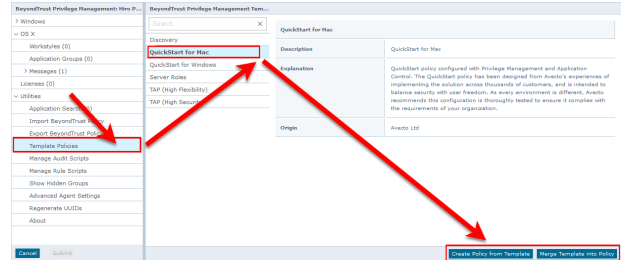 BeyondTrust Privilege Management: Hiro P...
> Windows
OS X
Workstyles (0)
Application Groups (0)
> Messages (1)
Licenses (0)
Utilities
Application Search
Import BeyondTrust Policy
Export BeyondTrust Policy
Template Policies
Manage Audit Scripts
Manage Rule Scripts
Show Hidden Groups
Advanced Agent Settings
Regenerate UUIDs
About
Cancel Submit
BeyondTrust Privilege Management Tem...
Search X
Discovery
QuickStart for Mac
QuickStart for Windows
Server Roles
TAP (High Flexibility)
TAP (High Security)
QuickStart for Mac
Description QuickStart for Mac
Explanation QuickStart policy configured with Privilege Management and Application
Control. The QuickStart policy has been designed from Avecto's experiences of
implementing the solution across thousands of customers, and is intended to
balance security with user freedom. As every environment is different, Avecto
recommends this configuration is thoroughly tested to ensure it complies with
the requirements of your organization.
Origin Avecto Ltd
Create Policy from Template Merge Template into Policy